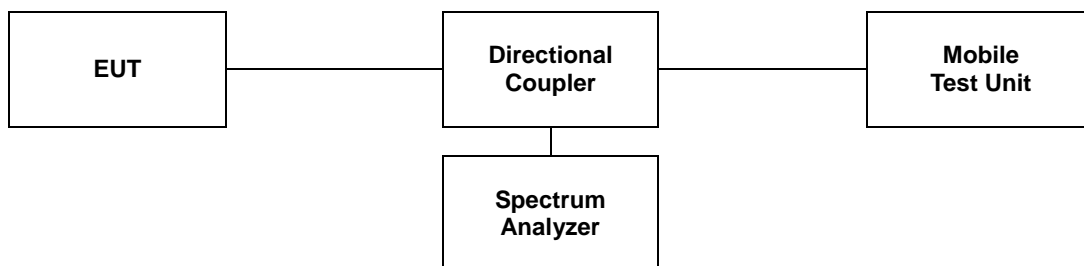 EUT
Directional
Coupler
Mobile
Test Unit
Spectrum
Analyzer